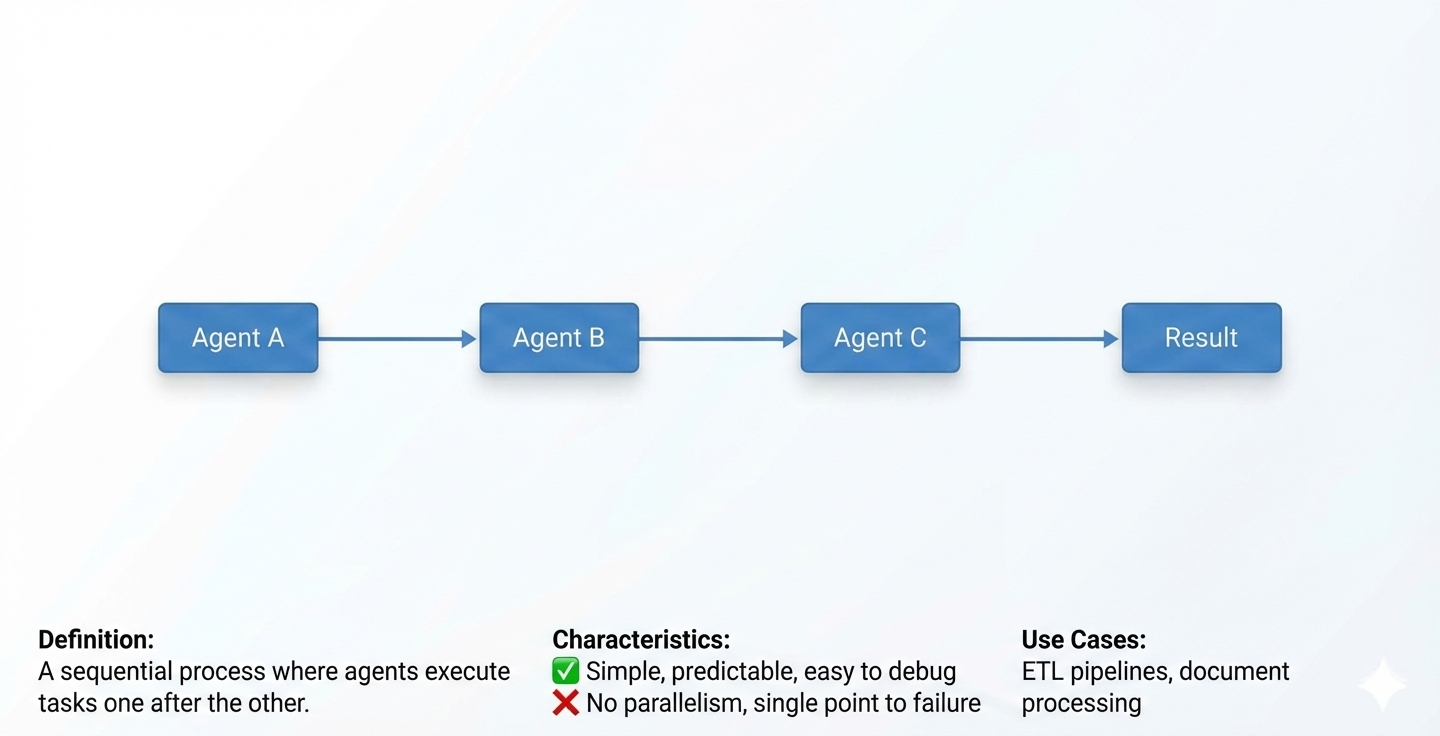 Agent A
Agent B
Agent C
Result
Definition:
A sequential process where agents execute
tasks one after the other.
Characteristics:
✅ Simple, predictable, easy to debug
❌ No parallelism, single point to failure
Use Cases:
ETL pipelines, document
processing